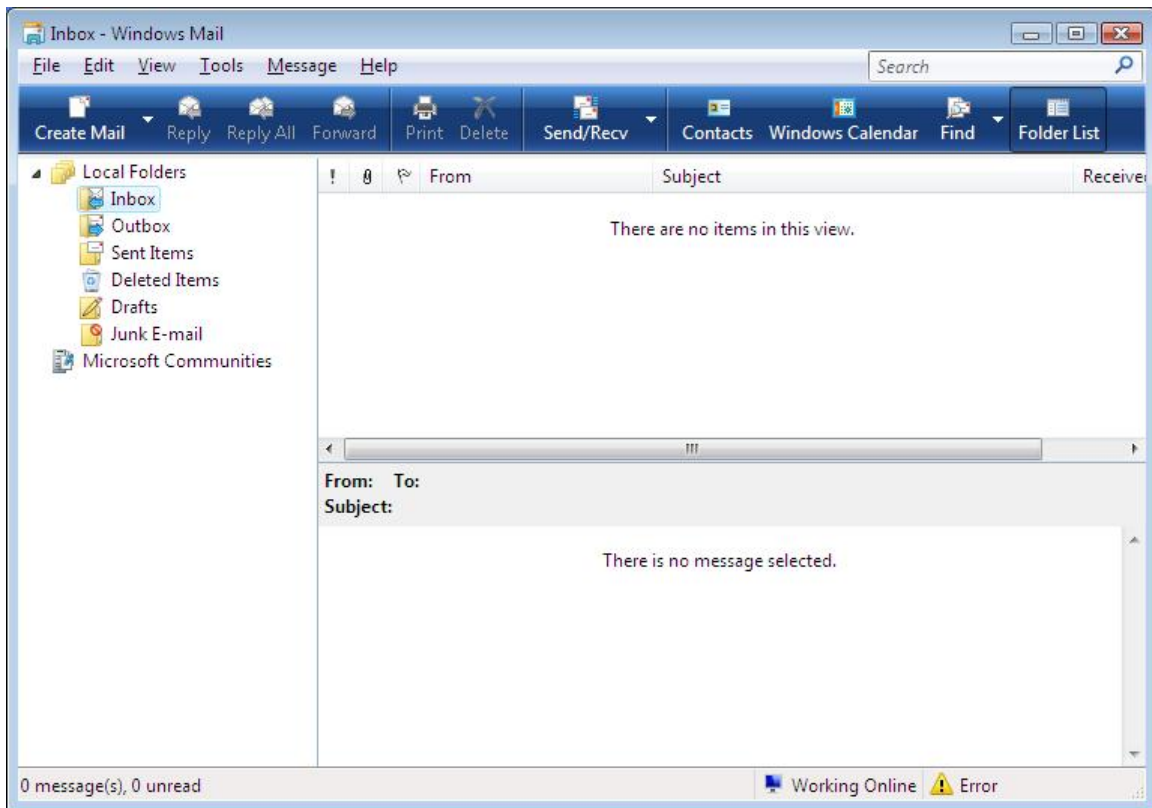 Inbox - Windows Mail
File Edit View Tools Message Help
Search
Create Mail Reply Reply All Forward Print Delete Send/Recv Contacts Windows Calendar Find Folder List
Local Folders
Inbox
Outbox
Sent Items
Deleted Items
Drafts
Junk E-mail
Microsoft Communities
! From Subject Receive
There are no items in this view.
From: To:
Subject:
There is no message selected.
0 message(s), 0 unread
Working Online Error